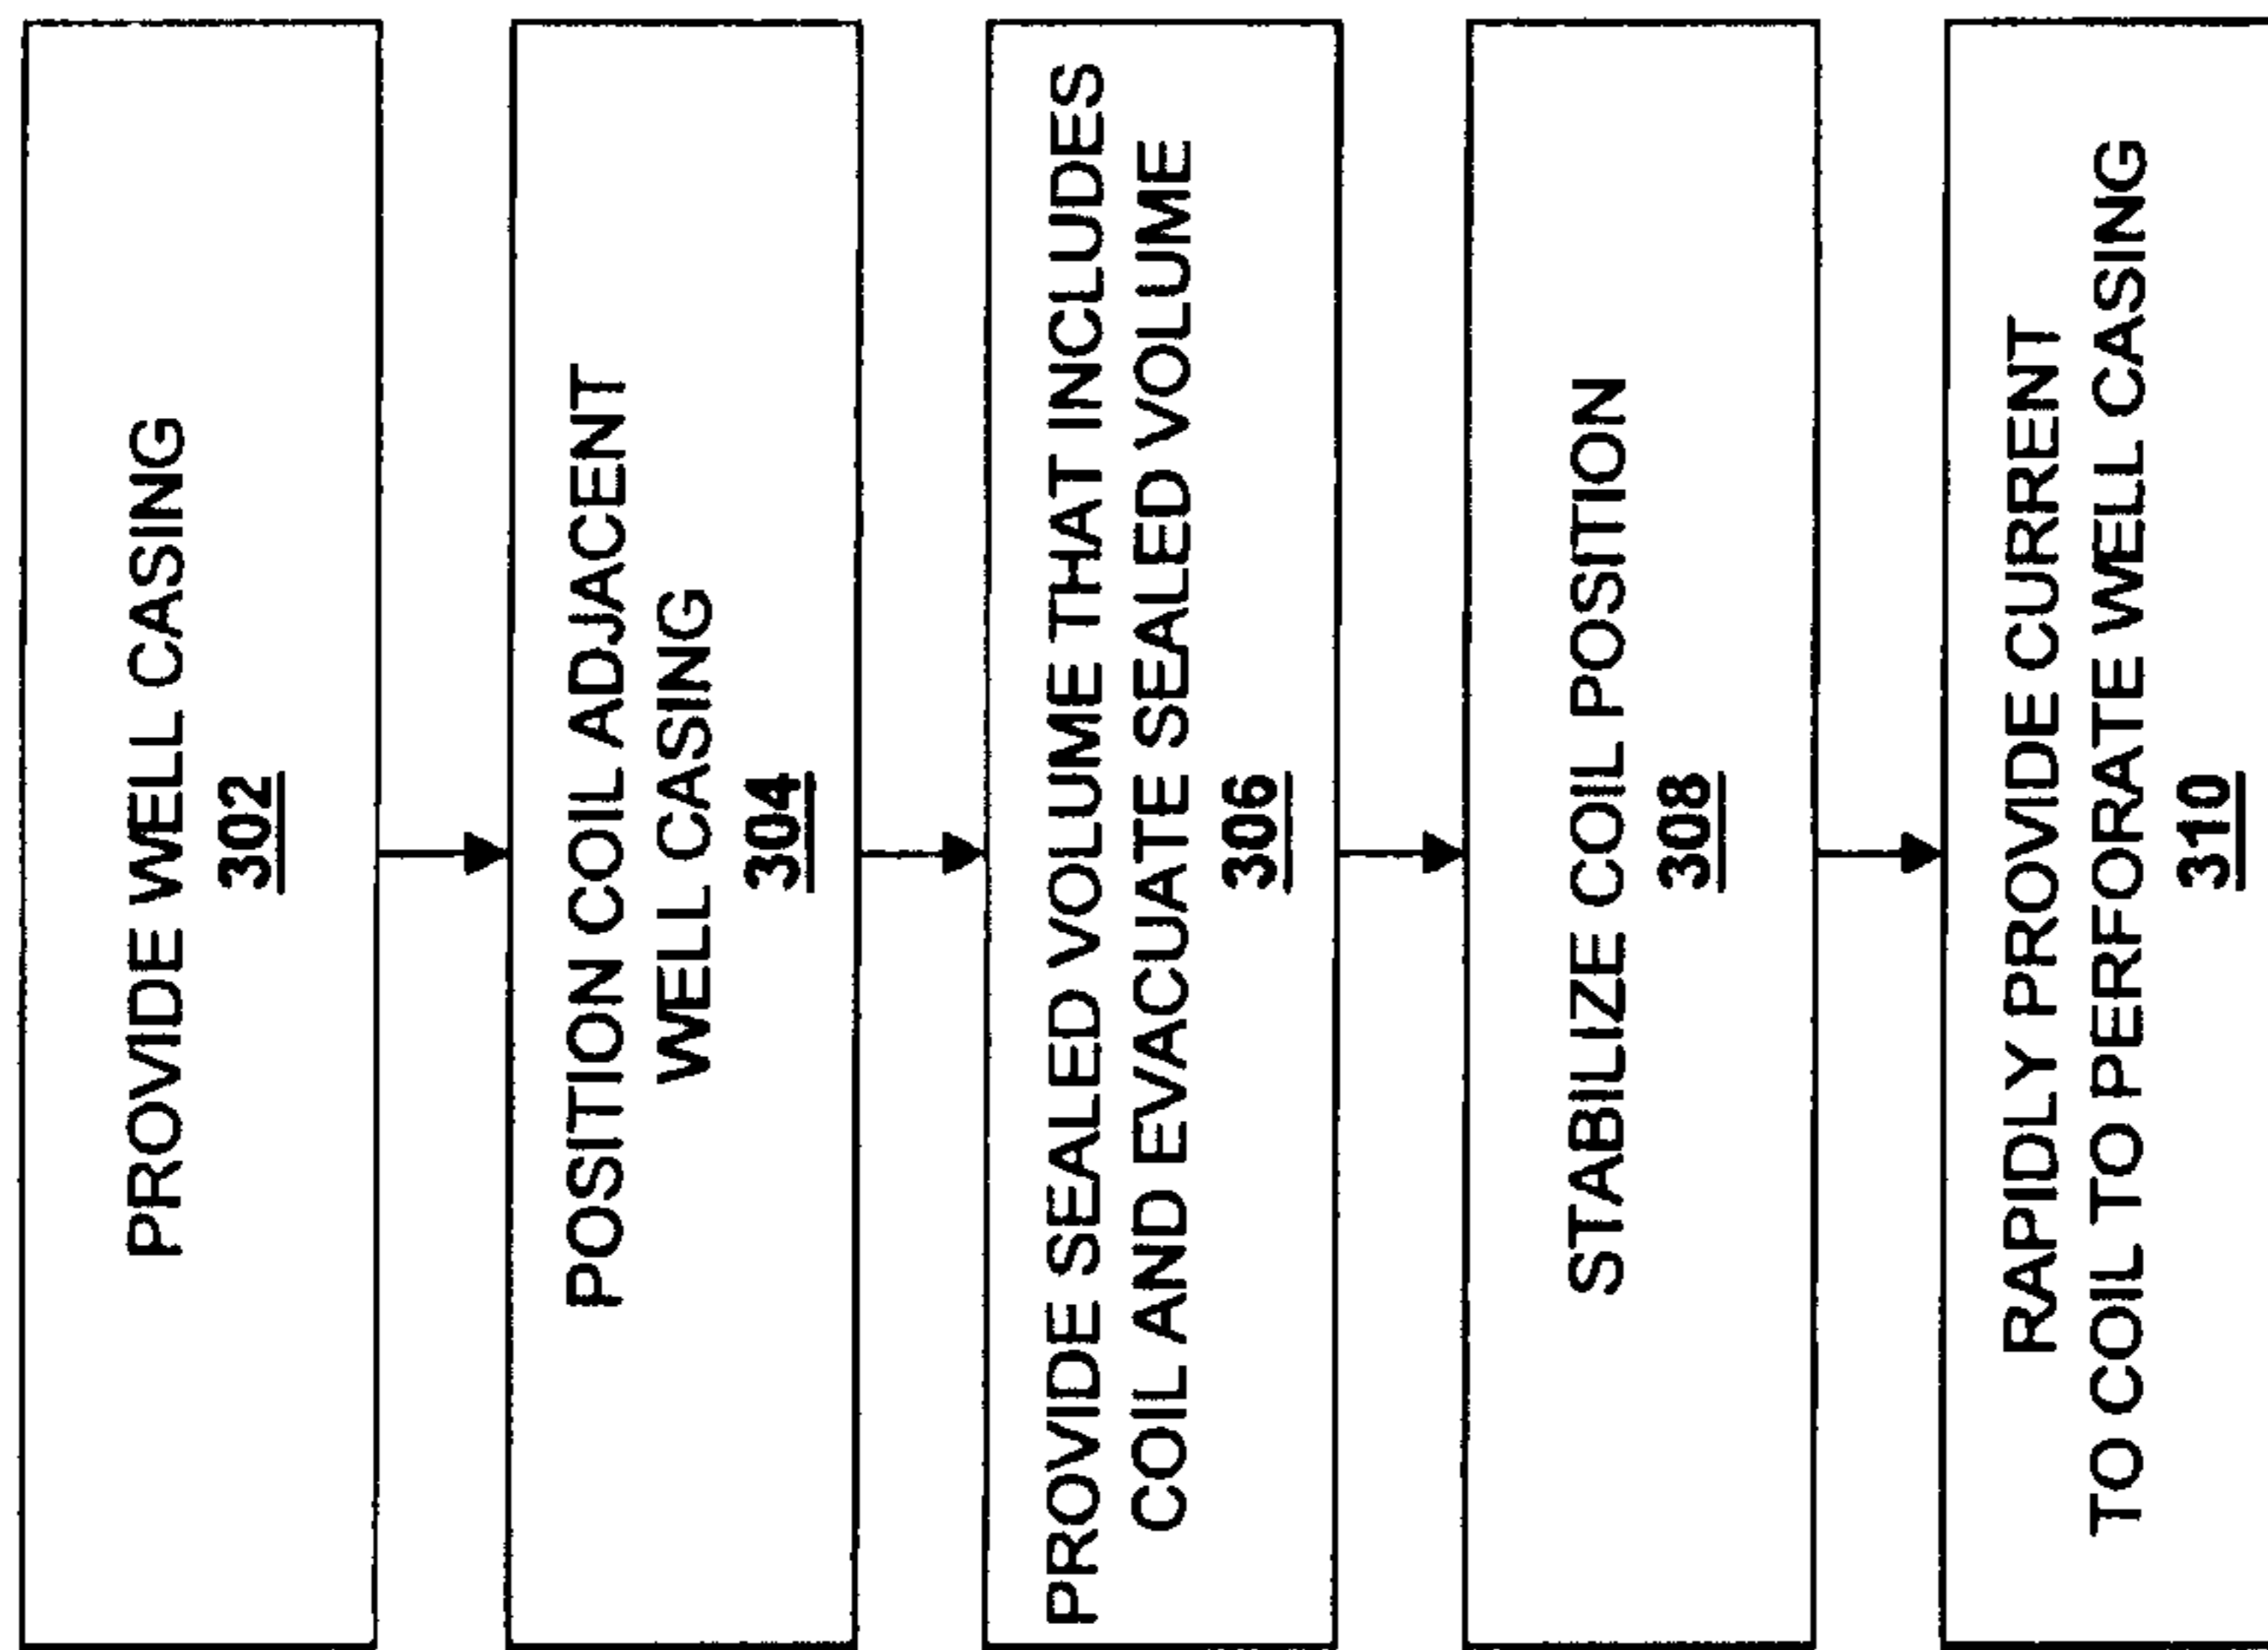 PROVIDE WELL CASING
302
POSITION COIL ADJACENT
WELL CASING
304
PROVIDE SEALED VOLUME THAT INCLUDES
COIL AND EVACUATE SEALED VOLUME
306
STABILIZE COIL POSITION
308
RAPIDLY PROVIDE CURRENT
TO COIL TO PERFORATE WELL CASING
310